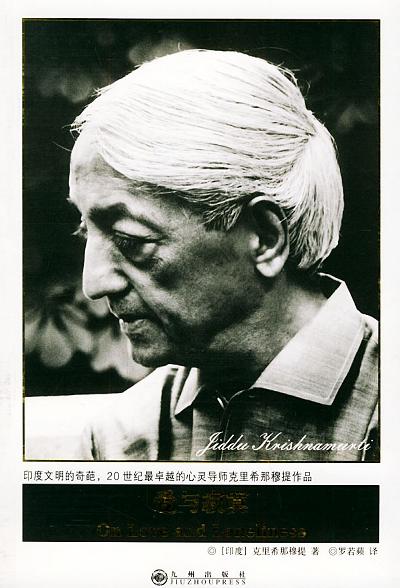 Jiddu Krishnamurti
印度文明的奇葩，20世纪最卓越的心灵导师克里希那穆提作品
爱与寂寞
On Love and Loneliness
◎［印度］克里希那穆提 著 ◎罗若蘋 译
九州出版社
JIUZHOUPRESS